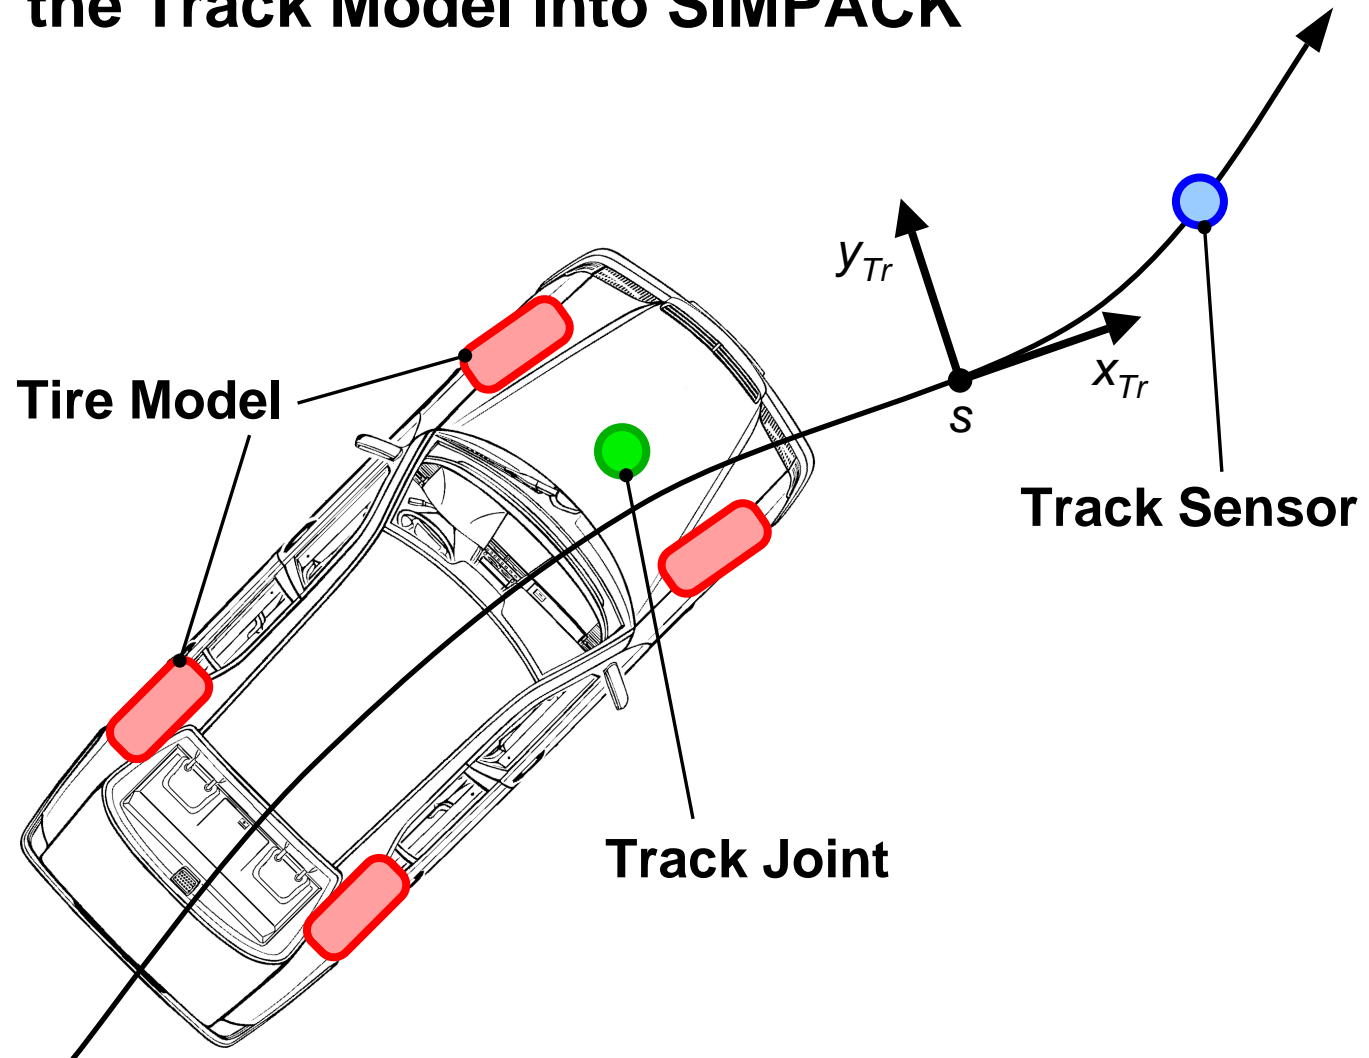 the Track Model into SIMPACK
y_Tr
x_Tr
s
Tire Model
Track Sensor
Track Joint